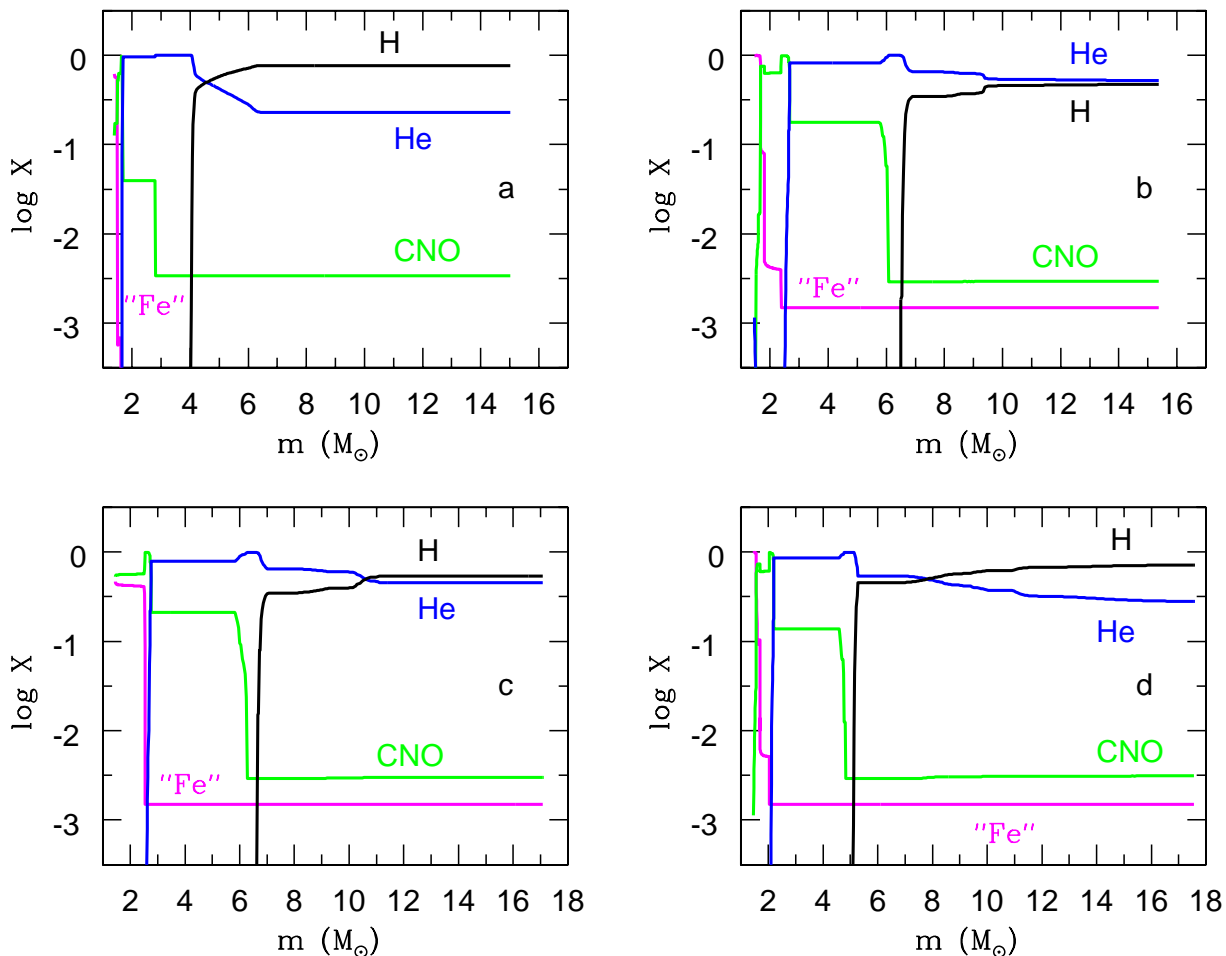 H
0
He
-1
log X
a
CNO
-2
"Fe"
-3
2 4 6 8 10 12 14 16
m (M⊙)
He
0
H
-1
log X
b
CNO
-2
"Fe"
-3
2 4 6 8 10 12 14 16
m (M⊙)
H
0
He
-1
log X
c
CNO
-2
"Fe"
-3
2 4 6 8 10 12 14 16 18
m (M⊙)
H
0
He
-1
log X
d
CNO
-2
-3
"Fe"
2 4 6 8 10 12 14 16 18
m (M⊙)